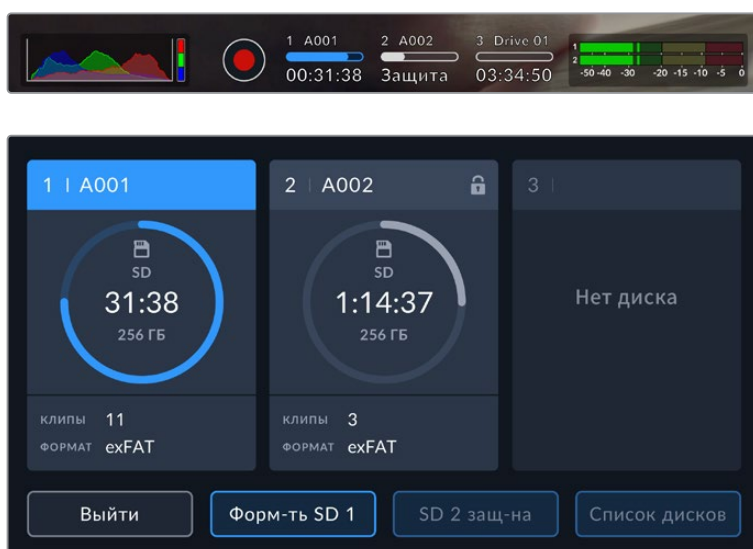 1 A001 2 A002 3 Drive 01
00:31:38 Защита 03:34:50
1
2
-50 -40 -30 -20 -15 -10 -5 0
1 | A001
SD
31:38
256 ГБ
клипы 11
формат exFAT
2 | A002
SD
1:14:37
256 ГБ
клипы 3
формат exFAT
3 |
Нет диска
Выйти
Форм-ть SD 1
SD 2 защ-на
Список дисков